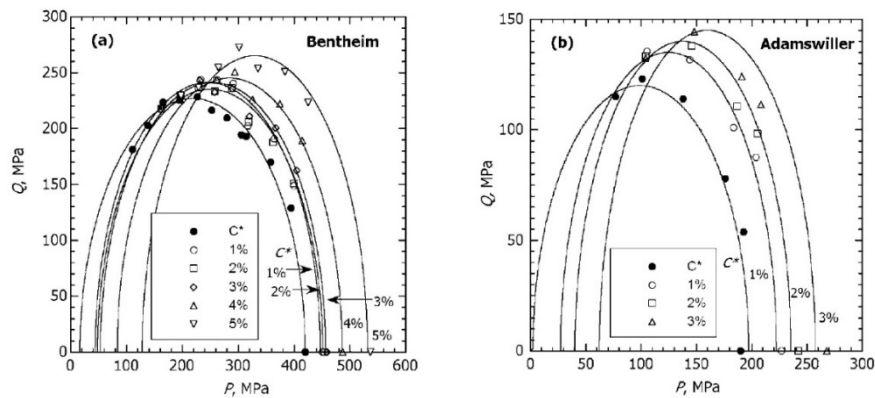 (a)
Bentheim
300
250
200
150
100
50
0
Q, MPa
C*
1%
2%
3%
4%
5%
C*
1%
2%
3%
4%
5%
0 100 200 300 400 500 600
P, MPa
(b)
Adamswiller
150
100
50
0
Q, MPa
C*
1%
2%
3%
C*
1%
2%
3%
0 50 100 150 200 250 300
P, MPa